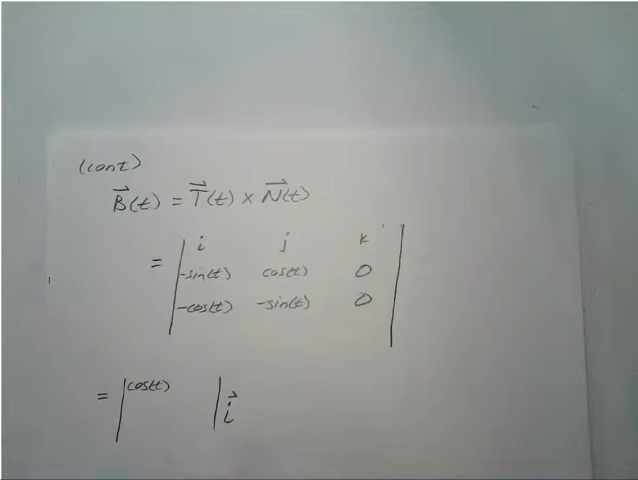 (cont)
B⃗(t) = T⃗(t) × N⃗(t)
= | i j k |
| -sin(t) cos(t) 0 |
| -cos(t) -sin(t) 0 |
= | cos(t) | i⃗